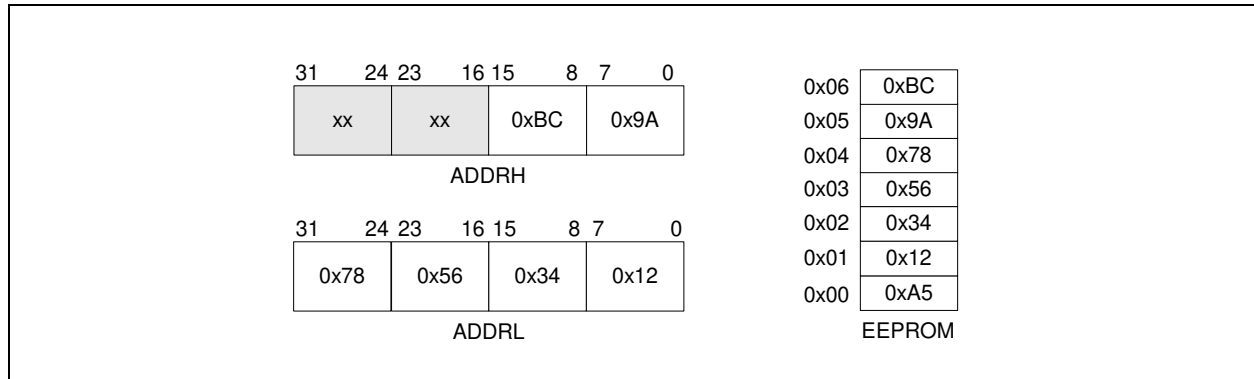 31 24 23 16 15 8 7 0
xx xx 0xBC 0x9A
ADDRH
31 24 23 16 15 8 7 0
0x78 0x56 0x34 0x12
ADDRL
0x06 0xBC
0x05 0x9A
0x04 0x78
0x03 0x56
0x02 0x34
0x01 0x12
0x00 0xA5
EEPROM